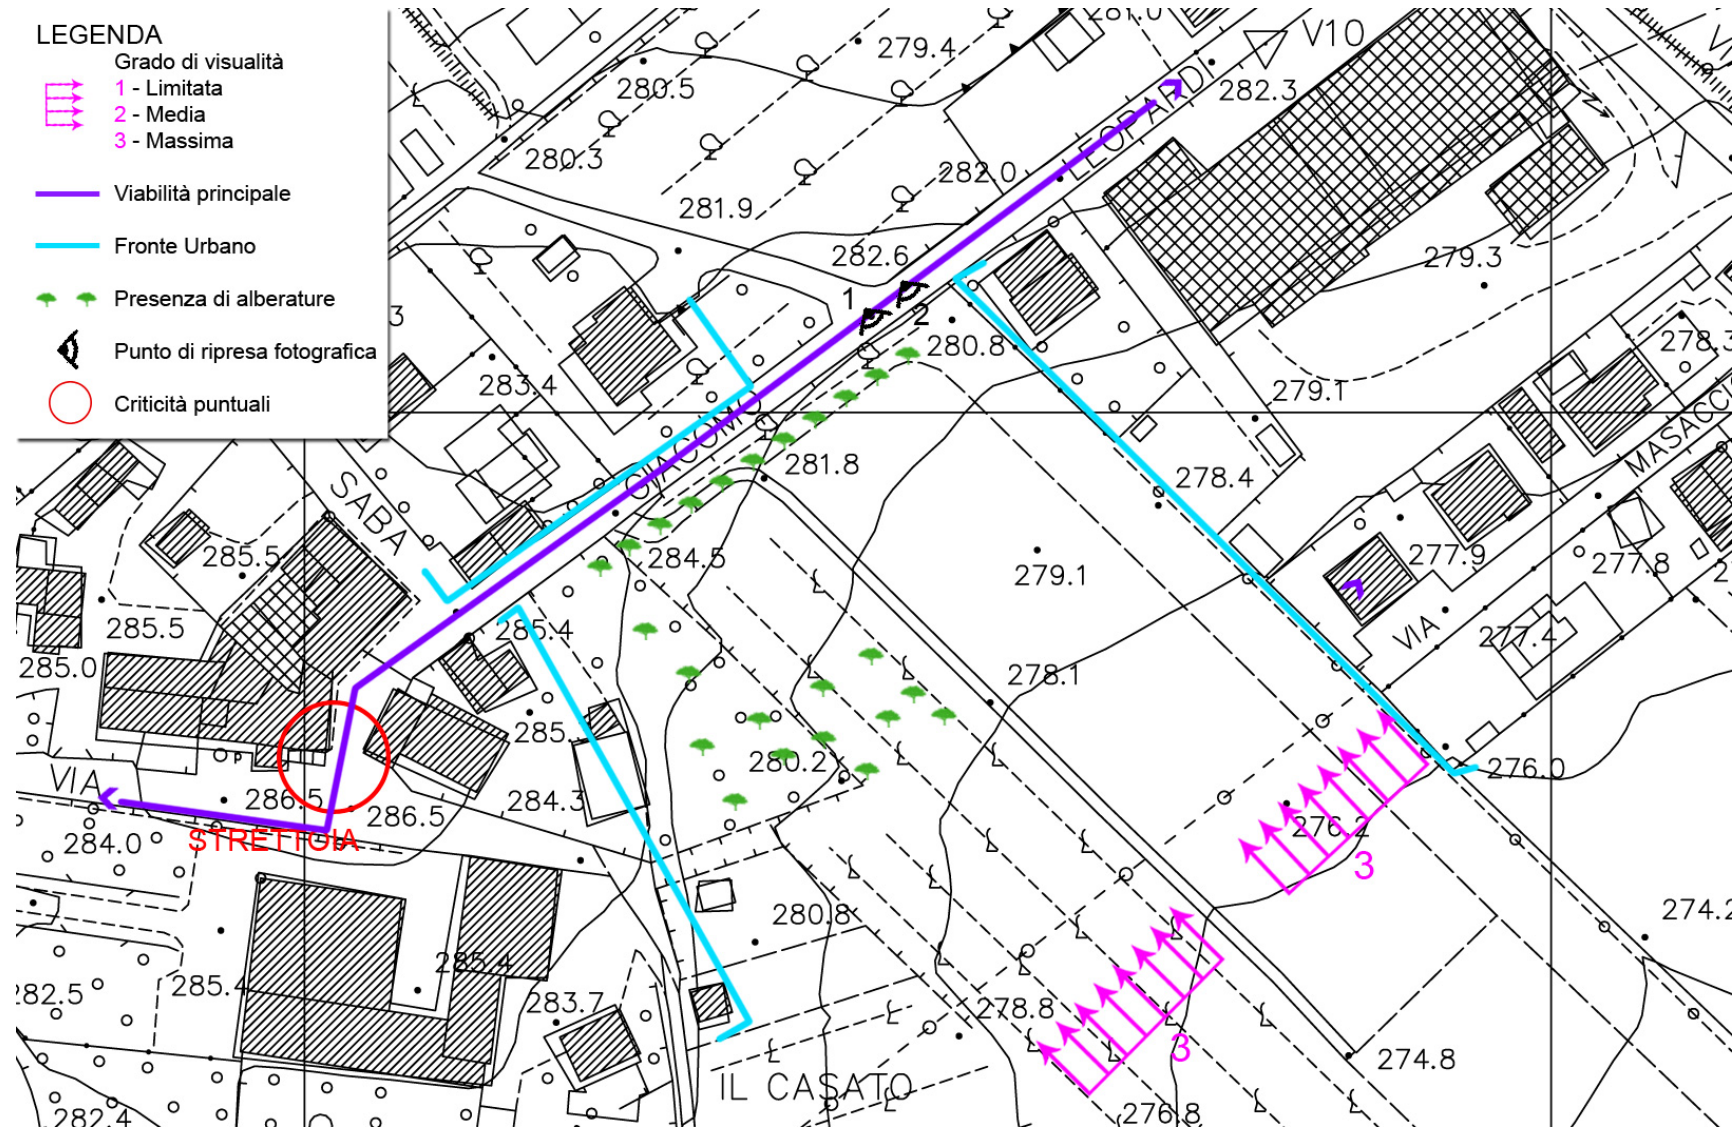 LEGENDA
Grado di visualità
1 - Limitata
2 - Media
3 - Massima
Viabilità principale
Fronte Urbano
Presenza di alberature
Punto di ripresa fotografica
Criticità puntuali
281.0
V10
279.4
280.5
282.3
280.3
LEOPARDI
282.0
281.9
282.6
279.3
1
2
280.8
278.3
283.4
279.1
GIACOMO
281.8
278.4
MASACCI
SABA
285.5
284.5
279.1
277.9
277.8
285.5
285.4
VIA
277.4
285.0
278.1
285.
280.2
276.0
VIA
286.5
286.5
284.3
276.2
STRETTOIA
284.0
3
280.8
274.2
285.4
282.5
285.4
283.7
278.8
3
274.8
IL CASATO
282.4
276.8